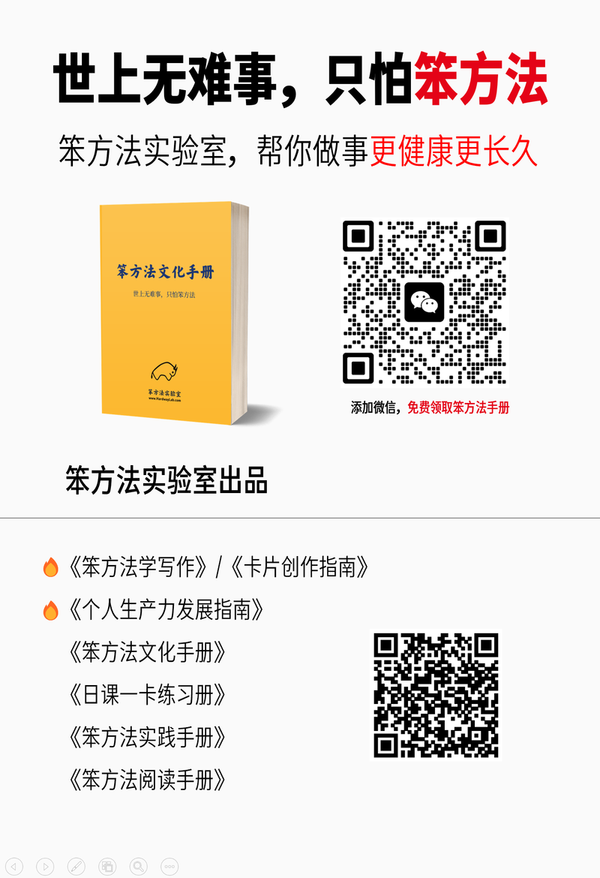 世上无难事，只怕笨方法
笨方法实验室，帮你做事更健康更长久
笨方法文化手册
世上无难事，只怕笨方法
笨方法实验室
添加微信，免费领取笨方法手册
笨方法实验室出品
《笨方法学写作》/《卡片创作指南》
《个人生产力发展指南》
《笨方法文化手册》
《日课一卡练习册》
《笨方法实践手册》
《笨方法阅读手册》